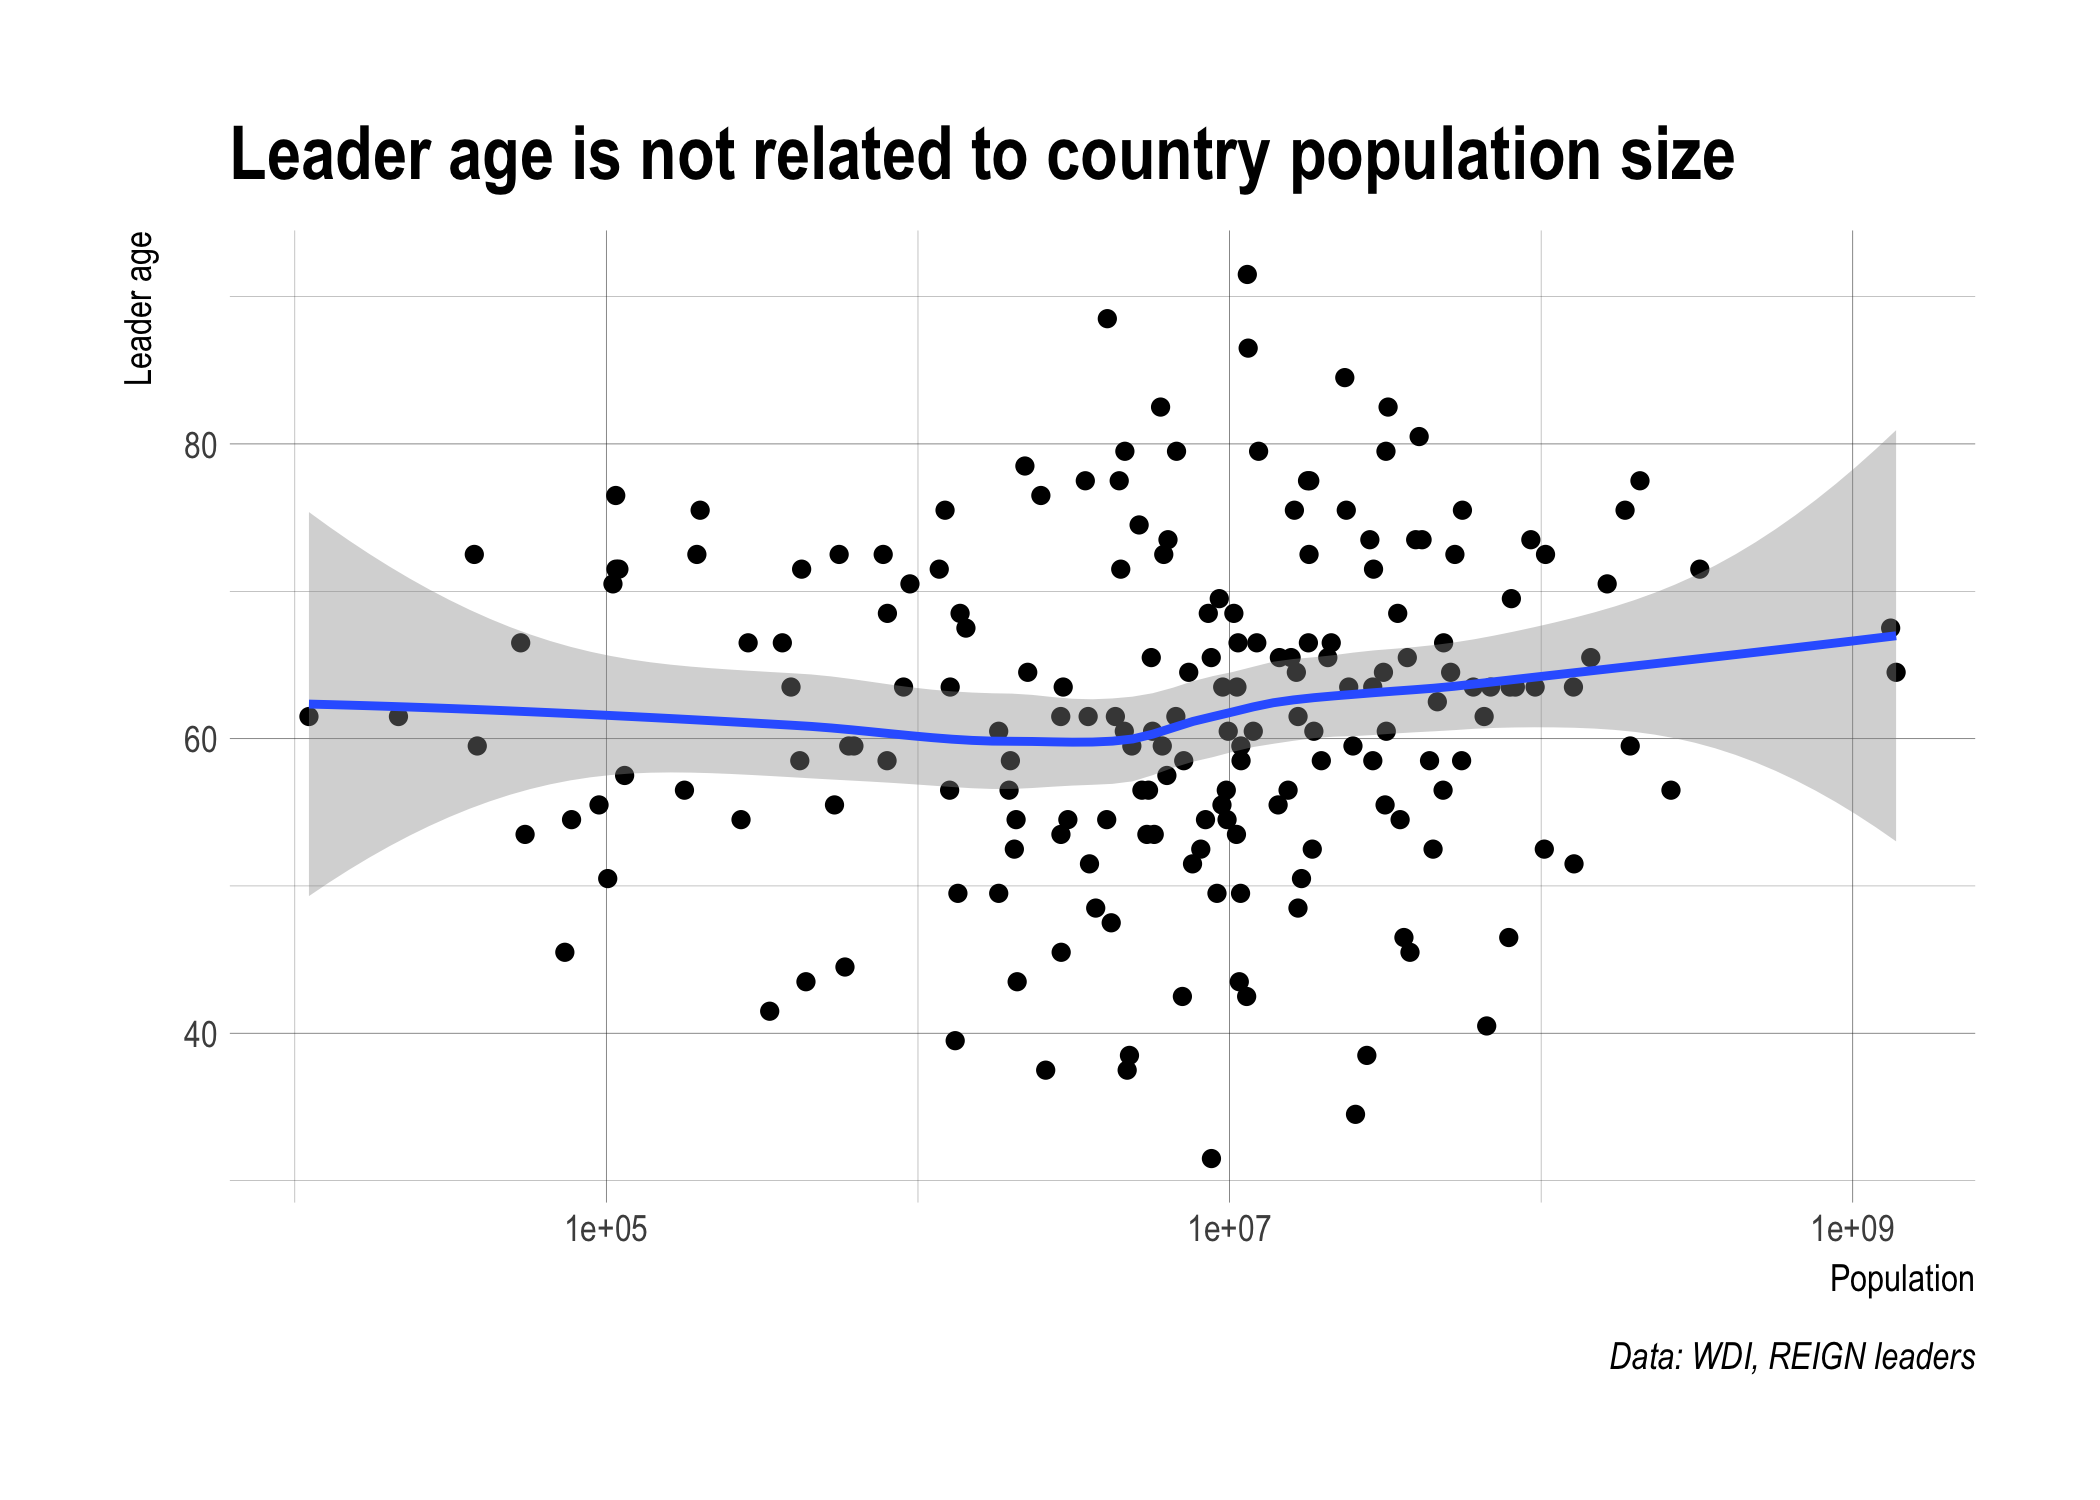 Leader age is not related to country population size
Leader age
80
60
40
1e+05
1e+07
1e+09
Population
Data: WDI, REIGN leaders